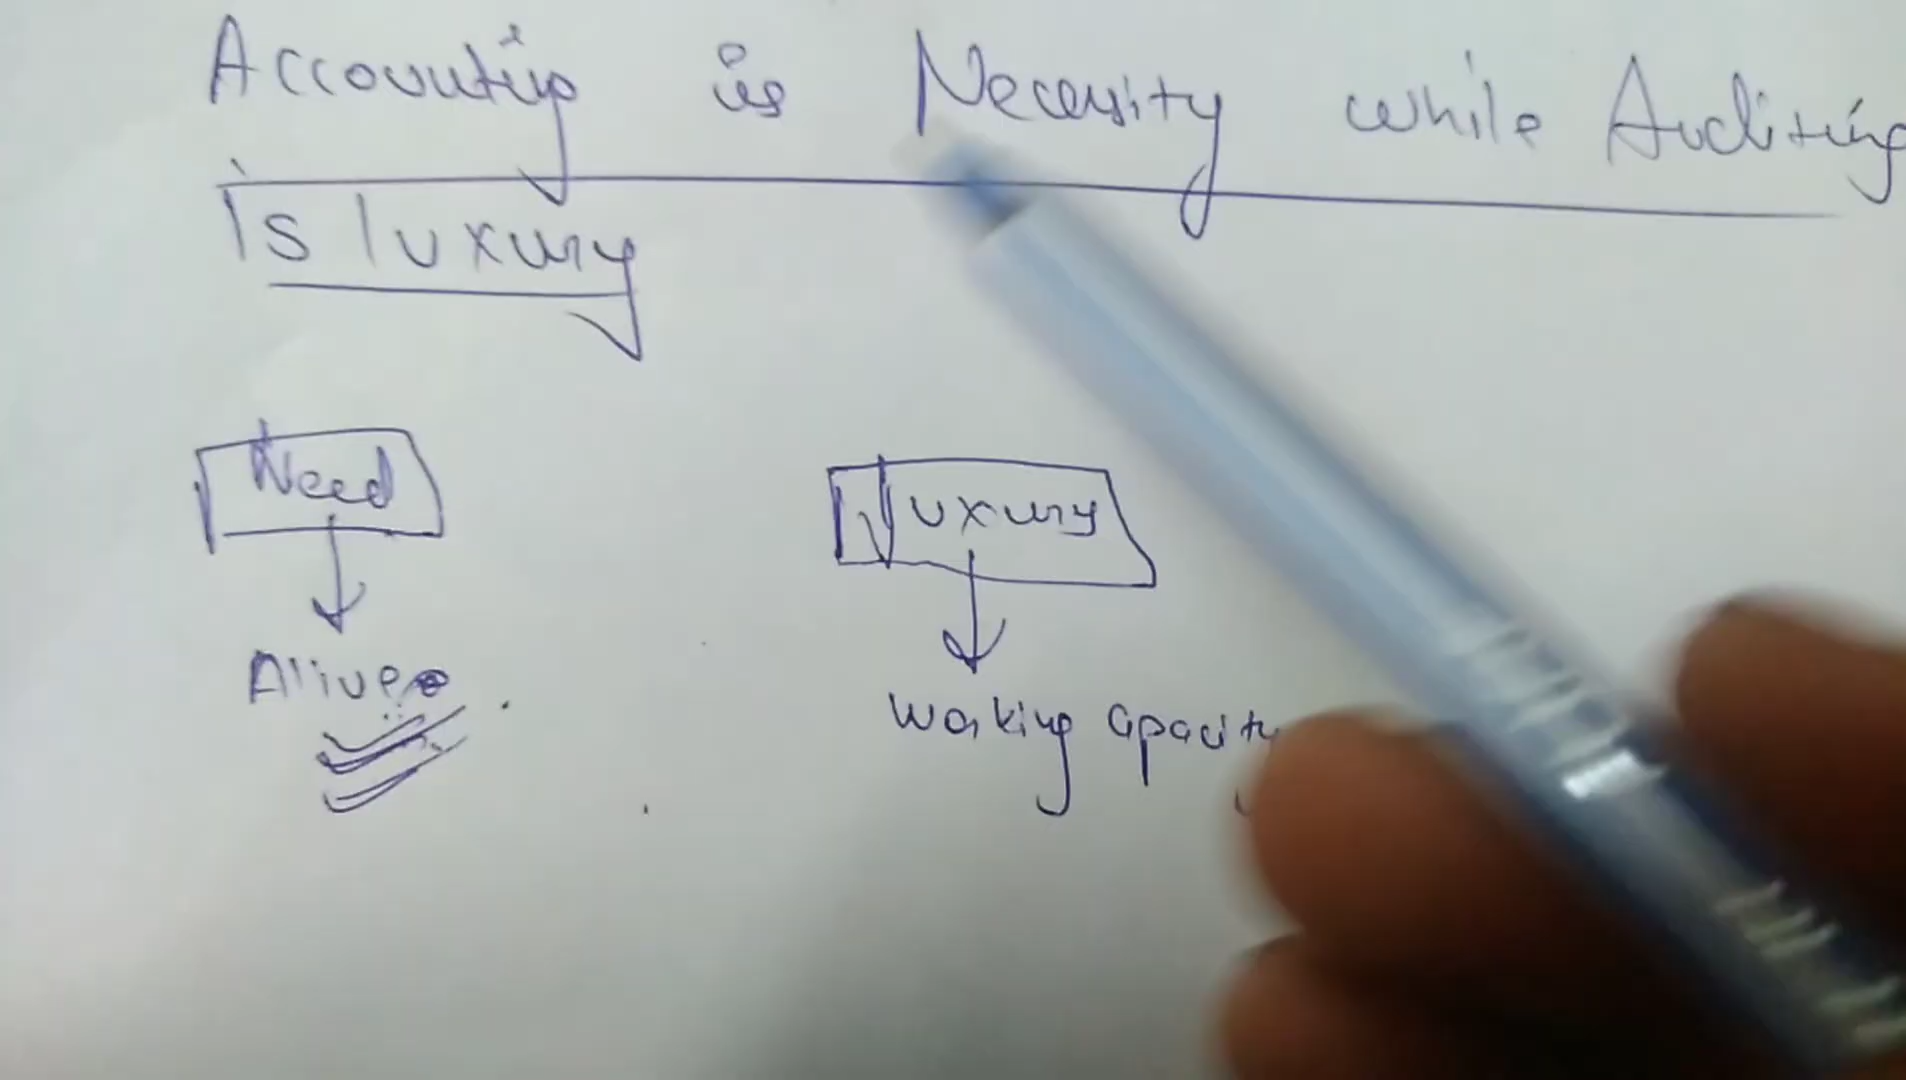 Accounting is Necessity while Auditing
is luxury
Need
Luxury
Alive
Working capacity